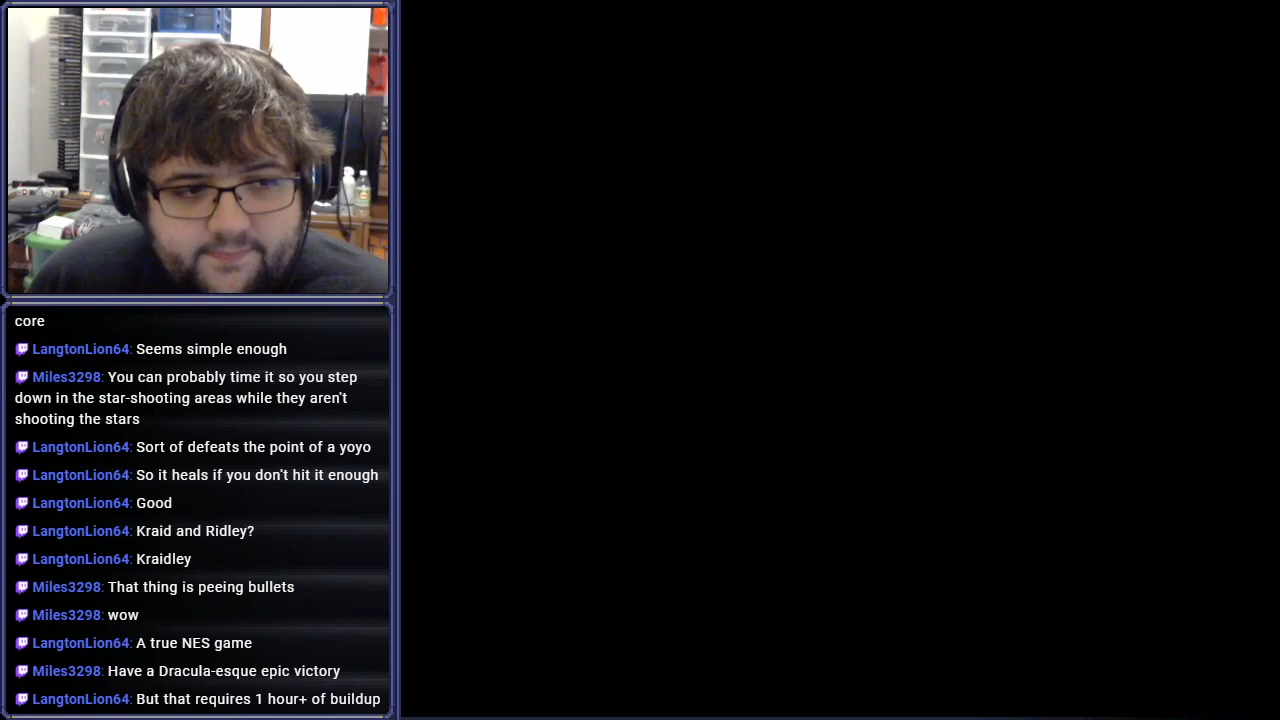 core
LangtonLion64: Seems simple enough
Miles3298: You can probably time it so you step
down in the star-shooting areas while they aren't
shooting the stars
LangtonLion64: Sort of defeats the point of a yoyo
LangtonLion64: So it heals if you don't hit it enough
LangtonLion64: Good
LangtonLion64: Kraid and Ridley?
LangtonLion64: Kraidley
Miles3298: That thing is peeing bullets
Miles3298: wow
LangtonLion64: A true NES game
Miles3298: Have a Dracula-esque epic victory
LangtonLion64: But that requires 1 hour+ of buildup